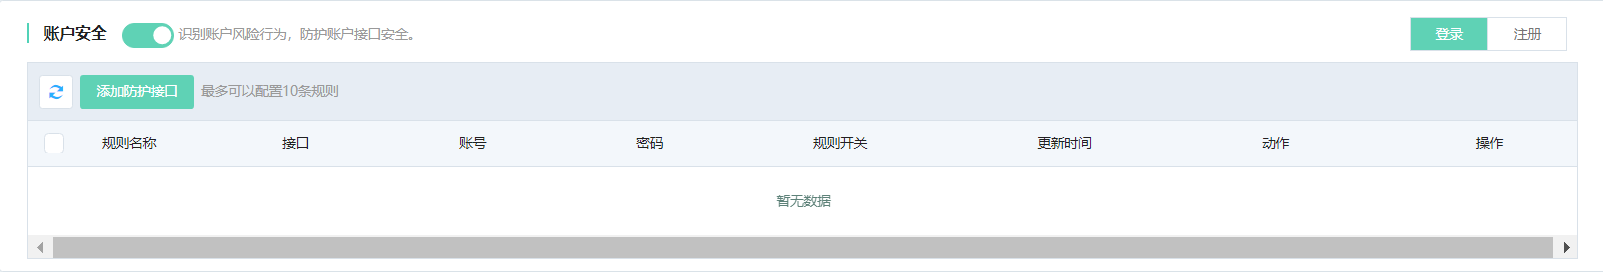 账户安全 识别账户风险行为，防护账户接口安全。 登录 注册
添加防护接口 最多可以配置10条规则
规则名称 接口 账号 密码 规则开关 更新时间 动作 操作
暂无数据